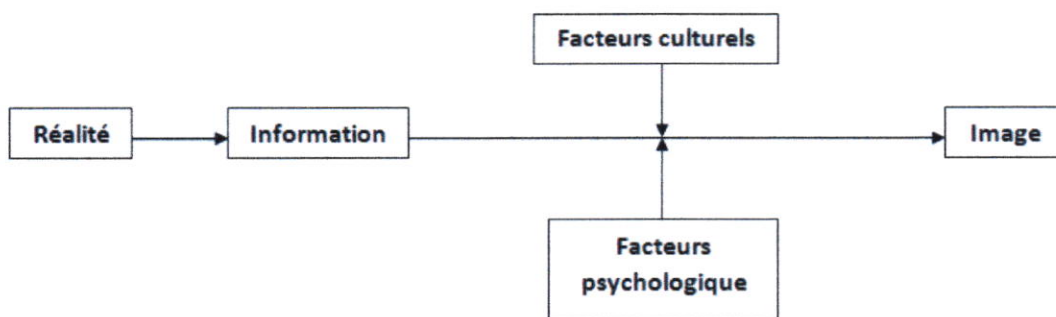 Facteurs culturels
Réalité
Information
Image
Facteurs
psychologique